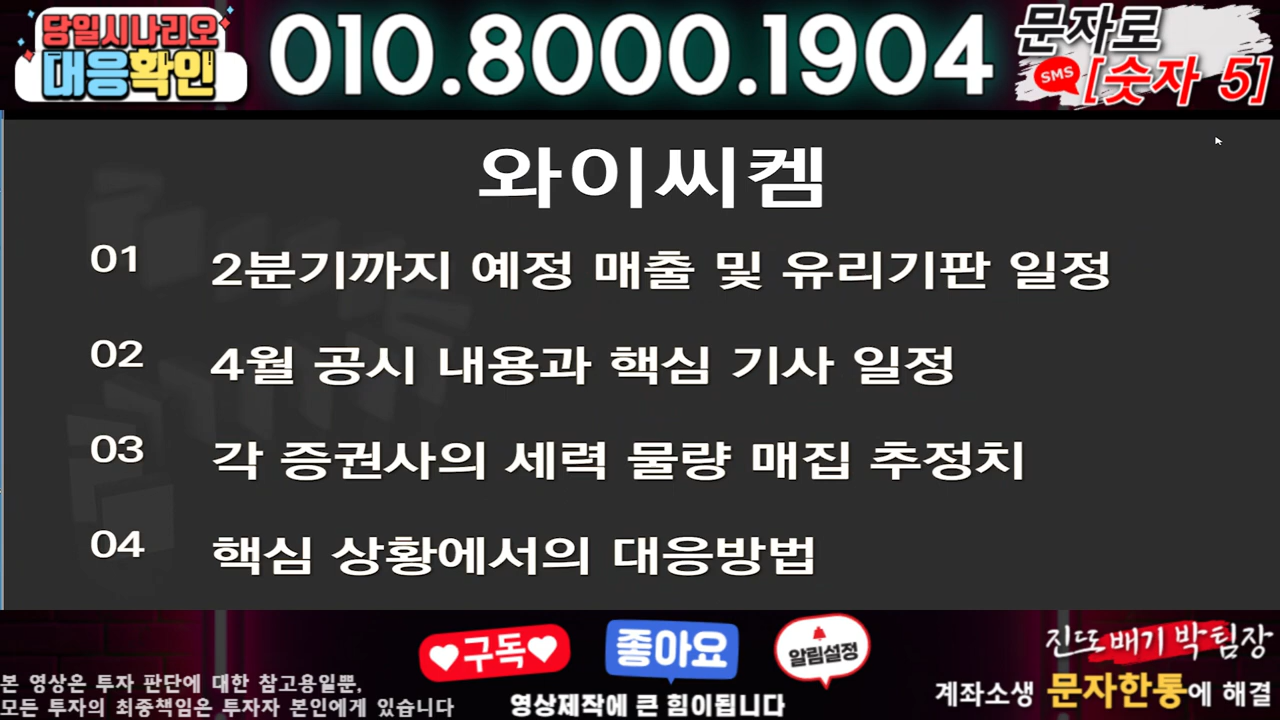 당일시나리오
대응확인
010.8000.1904
문자로
SMS
[숫자 5]
와이씨켐
01 2분기까지 예정 매출 및 유리기판 일정
02 4월 공시 내용과 핵심 기사 일정
03 각 증권사의 세력 물량 매집 추정치
04 핵심 상황에서의 대응방법
구독
좋아요
알림설정
영상제작에 큰 힘이됩니다
본 영상은 투자 판단에 대한 참고용일뿐,
모든 투자의 최종책임은 투자자 본인에게 있습니다
진또배기 박팀장
계좌소생 문자한통에 해결